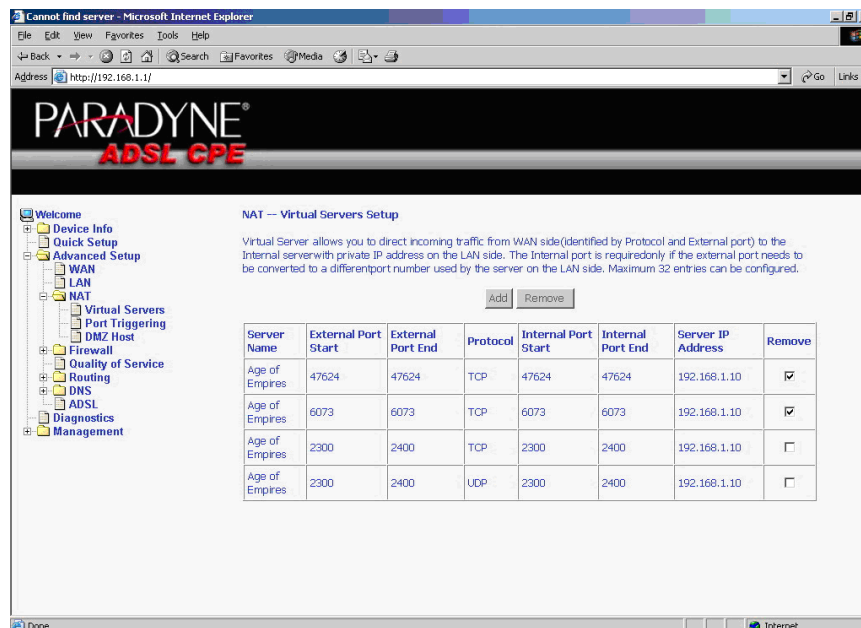 Cannot find server - Microsoft Internet Explorer
File Edit View Favorites Tools Help
Back Search Favorites Media
Address http://192.168.1.1/ Go Links
PARADYNE®
ADSL CPE
Welcome
Device Info
Quick Setup
Advanced Setup
WAN
LAN
NAT
Virtual Servers
Port Triggering
DMZ Host
Firewall
Quality of Service
Routing
DNS
ADSL
Diagnostics
Management
NAT -- Virtual Servers Setup
Virtual Server allows you to direct incoming traffic from WAN side(identified by Protocol and External port) to the
Internal serverwith private IP address on the LAN side. The Internal port is requiredonly if the external port needs to
be converted to a differentport number used by the server on the LAN side. Maximum 32 entries can be configured.
Add Remove
Server Name External Port Start External Port End Protocol Internal Port Start Internal Port End Server IP Address Remove
Age of Empires 47624 47624 TCP 47624 47624 192.168.1.10
Age of Empires 6073 6073 TCP 6073 6073 192.168.1.10
Age of Empires 2300 2400 TCP 2300 2400 192.168.1.10
Age of Empires 2300 2400 UDP 2300 2400 192.168.1.10
Done Internet